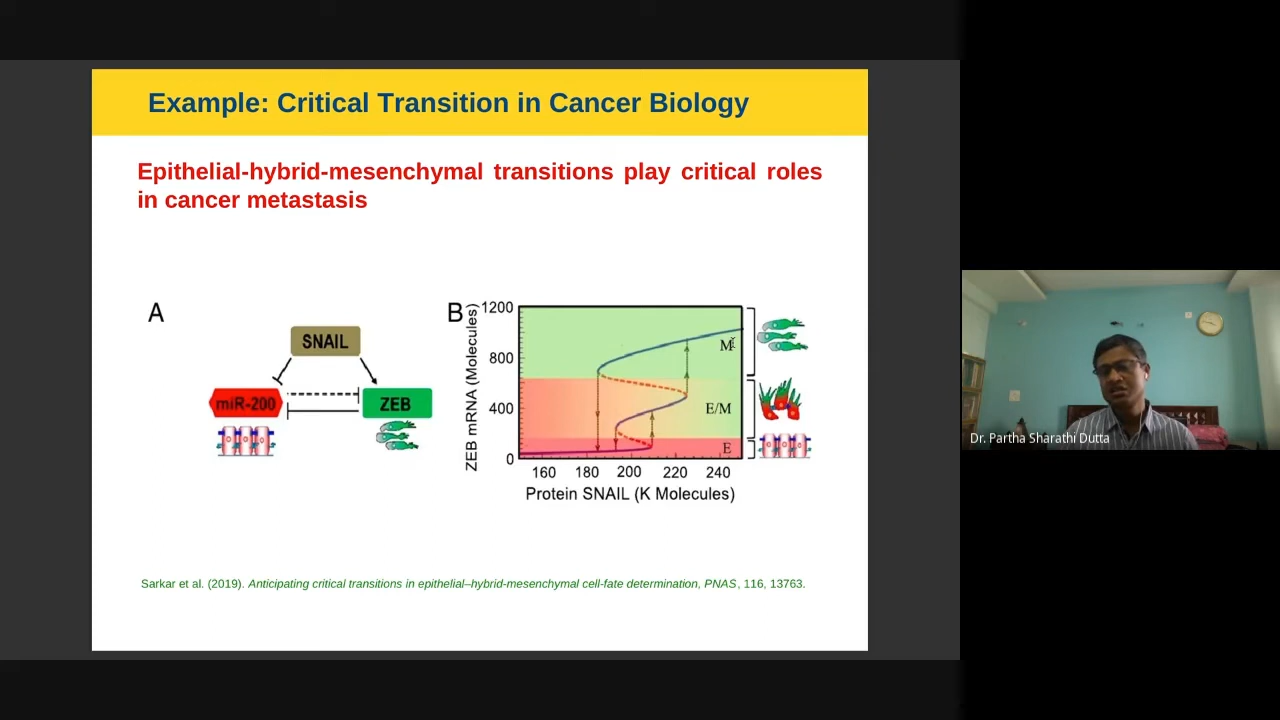 Example: Critical Transition in Cancer Biology
Epithelial-hybrid-mesenchymal transitions play critical roles
in cancer metastasis
A
SNAIL
miR-200
ZEB
B
ZEB mRNA (Molecules)
1200
800
400
0
M
E/M
E
160 180 200 220 240
Protein SNAIL (K Molecules)
Sarkar et al. (2019). Anticipating critical transitions in epithelial–hybrid-mesenchymal cell-fate determination, PNAS, 116, 13763.
Dr. Partha Sharathi Dutta